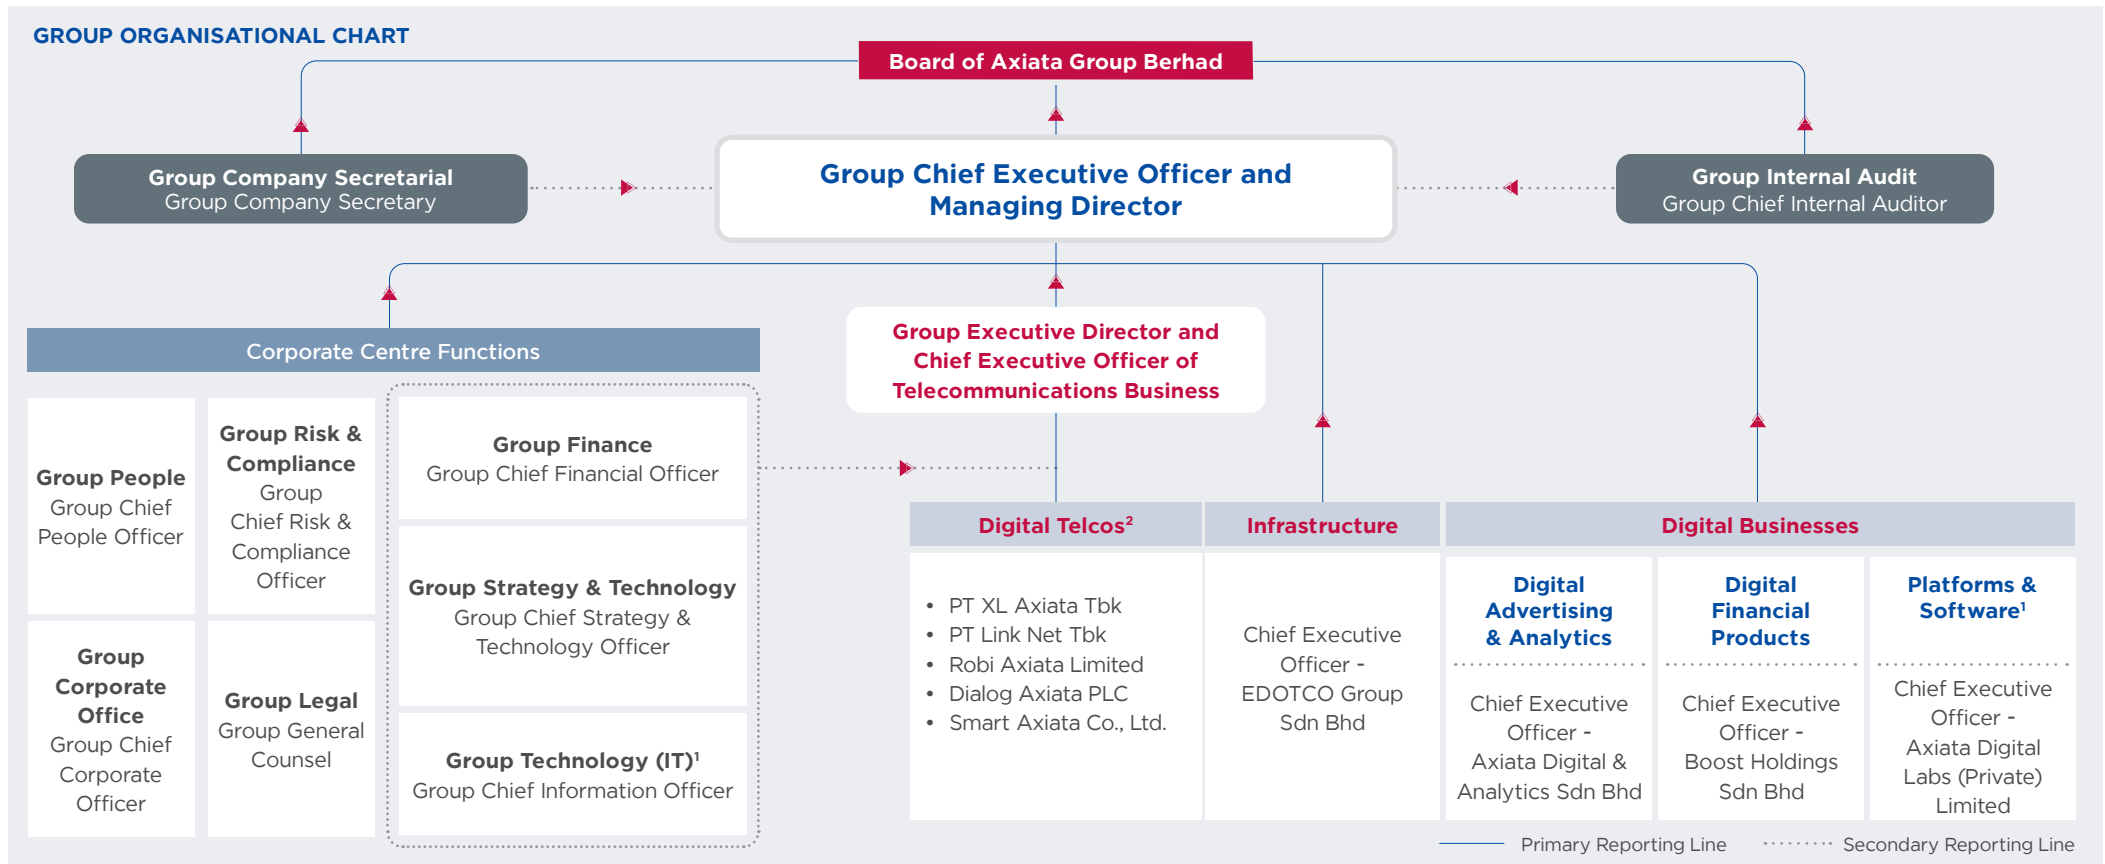 GROUP ORGANISATIONAL CHART
Board of Axiata Group Berhad
Group Company Secretarial
Group Company Secretary
Group Chief Executive Officer and
Managing Director
Group Internal Audit
Group Chief Internal Auditor
Corporate Centre Functions
Group People
Group Chief
People Officer
Group Risk &
Compliance
Group
Chief Risk &
Compliance
Officer
Group Corporate
Office
Group Chief
Corporate
Officer
Group Legal
Group General
Counsel
Group Finance
Group Chief Financial Officer
Group Strategy & Technology
Group Chief Strategy &
Technology Officer
Group Technology (IT)¹
Group Chief Information Officer
Group Executive Director and
Chief Executive Officer of
Telecommunications Business
Digital Telcos²
• PT XL Axiata Tbk
• PT Link Net Tbk
• Robi Axiata Limited
• Dialog Axiata PLC
• Smart Axiata Co., Ltd.
Infrastructure
Chief Executive
Officer -
EDOTCO Group
Sdn Bhd
Digital Businesses
Digital
Advertising
& Analytics
Chief Executive
Officer -
Axiata Digital &
Analytics Sdn Bhd
Digital
Financial
Products
Chief Executive
Officer -
Boost Holdings
Sdn Bhd
Platforms &
Software¹
Chief Executive
Officer -
Axiata Digital
Labs (Private)
Limited
Primary Reporting Line
Secondary Reporting Line